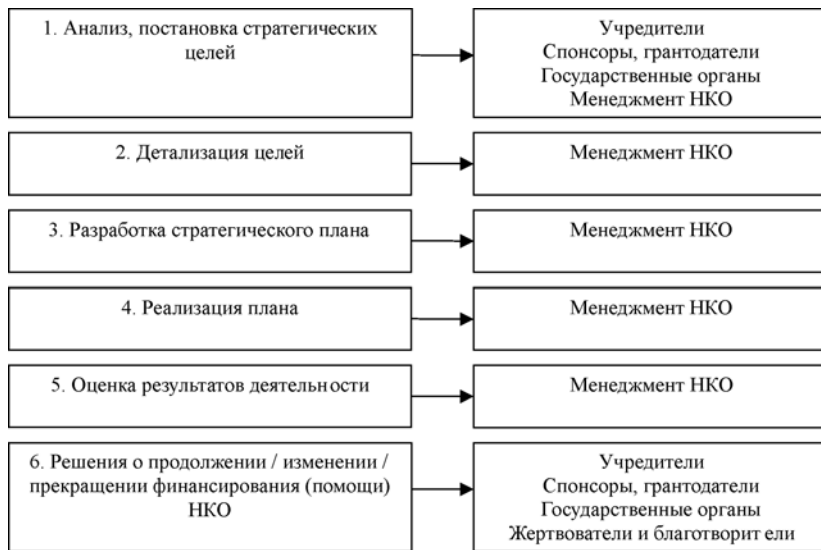 1. Анализ, постановка стратегических
целей
Учредители
Спонсоры, грантодатели
Государственные органы
Менеджмент НКО
2. Детализация целей
Менеджмент НКО
3. Разработка стратегического плана
Менеджмент НКО
4. Реализация плана
Менеджмент НКО
5. Оценка результатов деятельности
Менеджмент НКО
6. Решения о продолжении / изменении /
прекращении финансирования (помощи)
НКО
Учредители
Спонсоры, грантодатели
Государственные органы
Жертвователи и благотворит ели